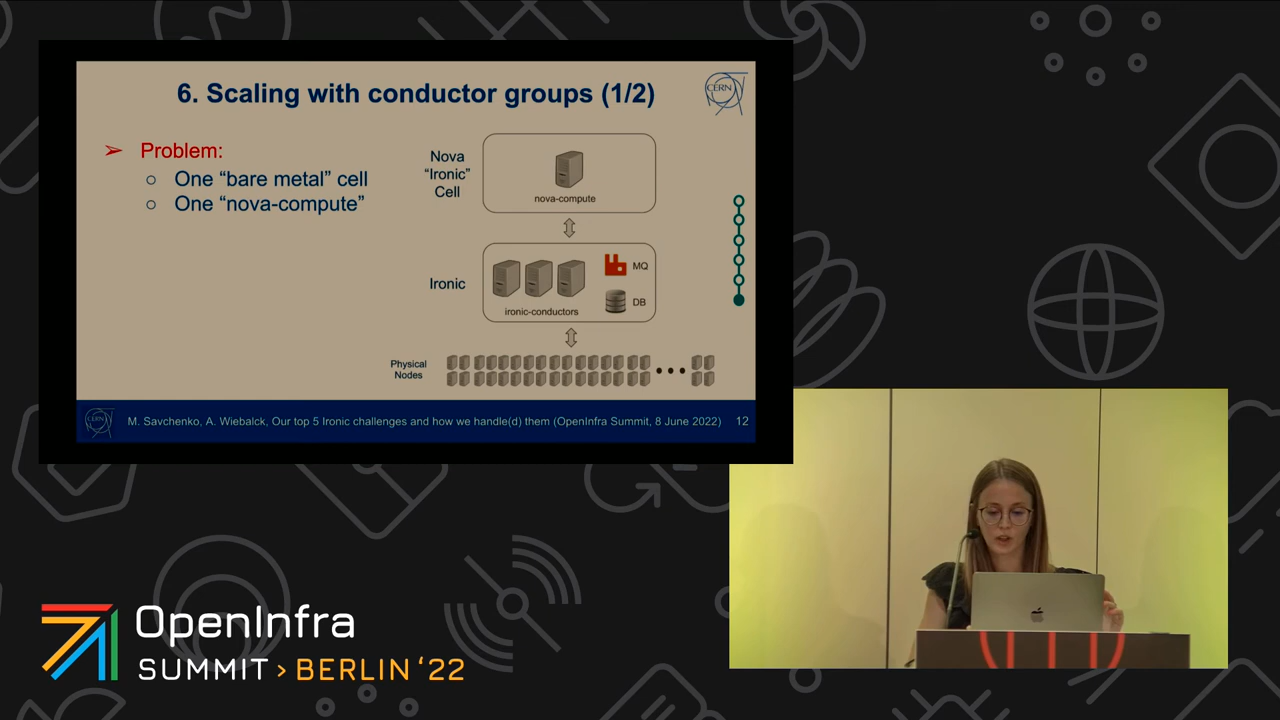 6. Scaling with conductor groups (1/2)
CERN
➢ Problem:
○ One “bare metal” cell
○ One “nova-compute”
Nova
“Ironic”
Cell
nova-compute
Ironic
MQ
DB
ironic-conductors
Physical
Nodes
CERN
M. Savchenko, A. Wiebalck, Our top 5 Ironic challenges and how we handle(d) them (OpenInfra Summit, 8 June 2022)
12
OpenInfra
SUMMIT > BERLIN ‘22